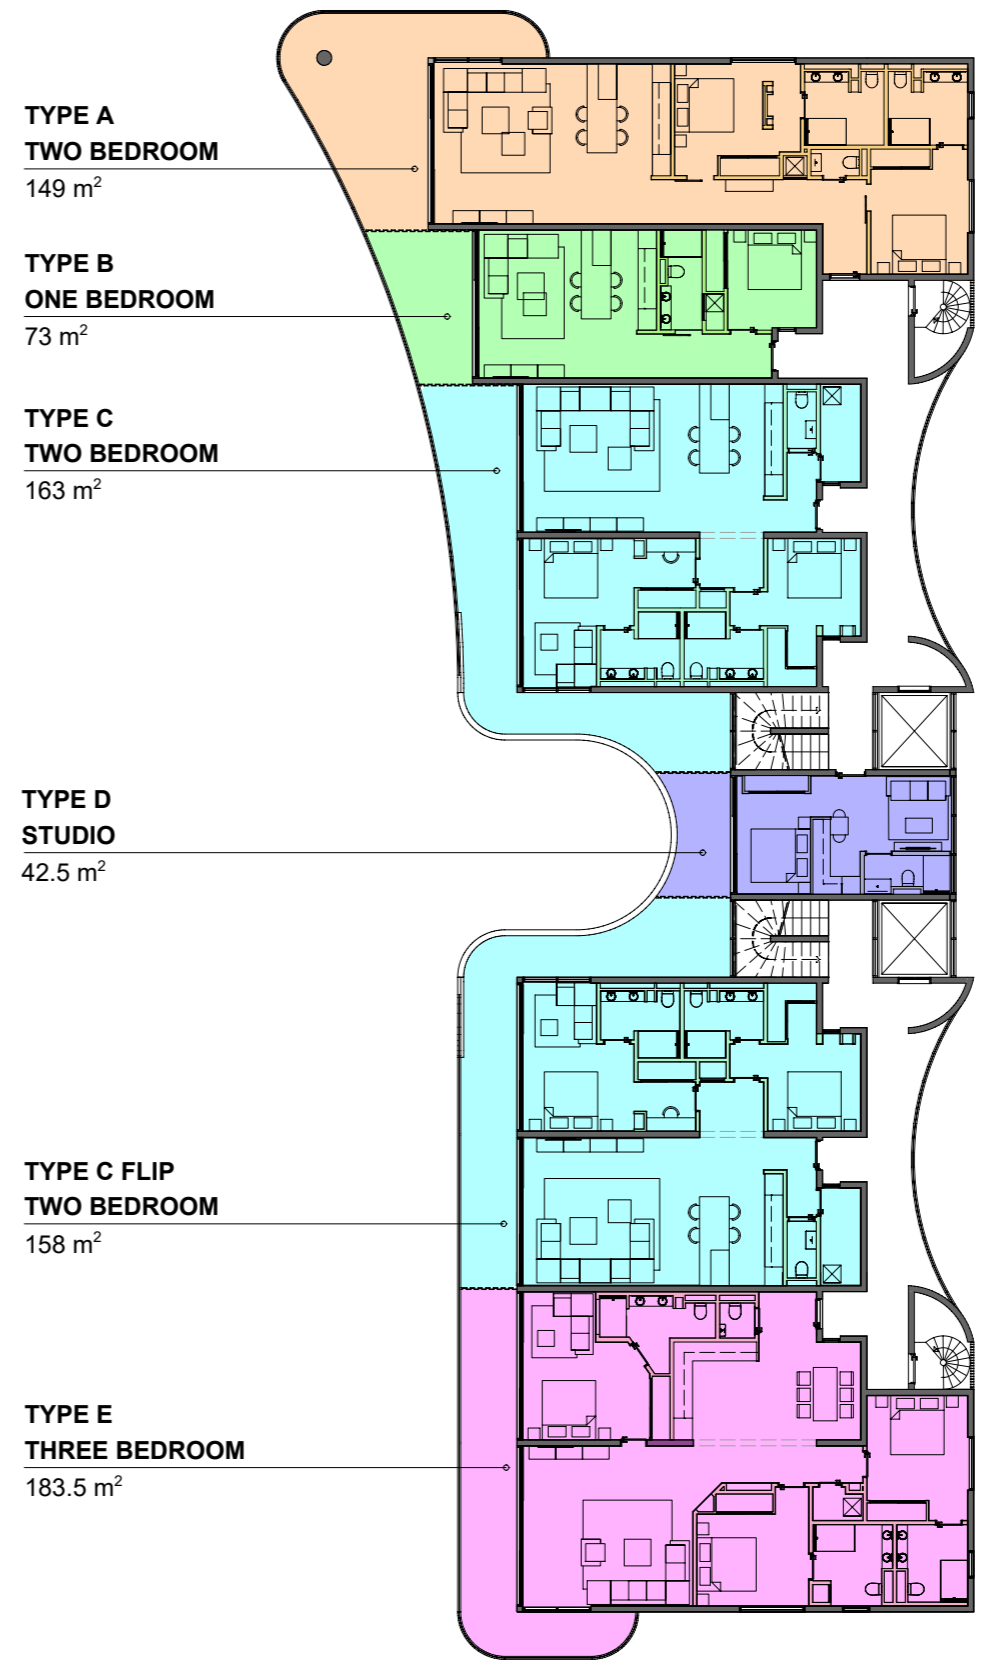 TYPE A
TWO BEDROOM
149 m²
TYPE B
ONE BEDROOM
73 m²
TYPE C
TWO BEDROOM
163 m²
TYPE D
STUDIO
42.5 m²
TYPE C FLIP
TWO BEDROOM
158 m²
TYPE E
THREE BEDROOM
183.5 m²